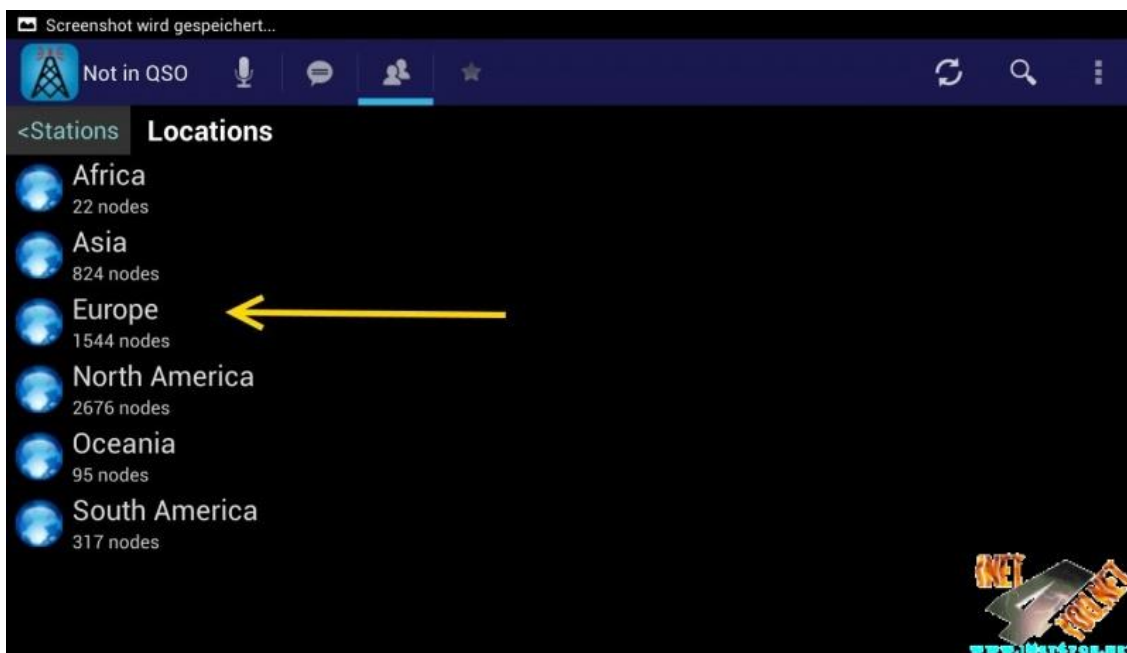 Screenshot wird gespeichert...
Not in QSO
<Stations Locations
Africa
22 nodes
Asia
824 nodes
Europe
1544 nodes
North America
2676 nodes
Oceania
95 nodes
South America
317 nodes